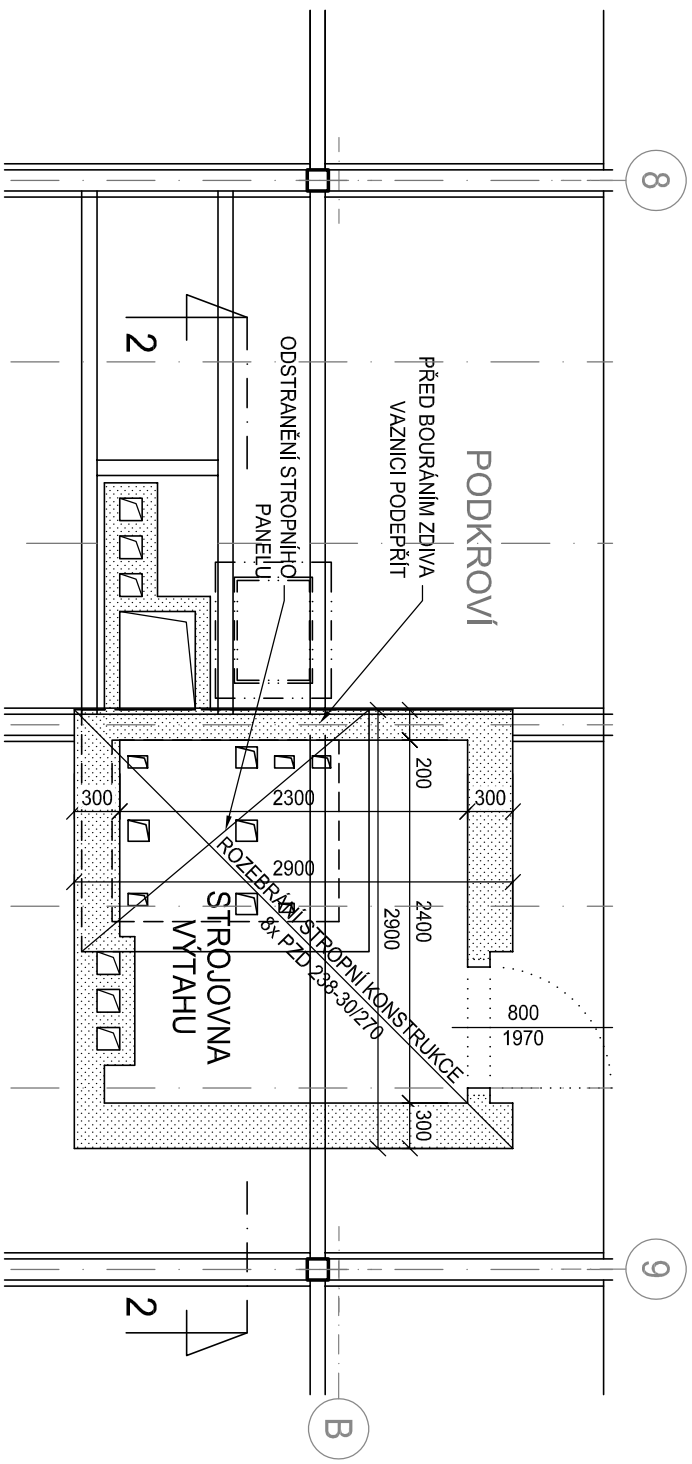 8
2
ODSTRANĚNÍ STROPNÍHO
PANELU
PŘED BOURÁNÍM ZDIVA
VAZNICI PODEPŘÍT
PODKROVÍ
300
2300
300
2900
200
2400
2900
300
ROZEBRÁNÍ STROPNÍ KONSTRUKCE
8x PZD 238-30/270
STROJOVNA
VÝTAHU
800
1970
2
9
B